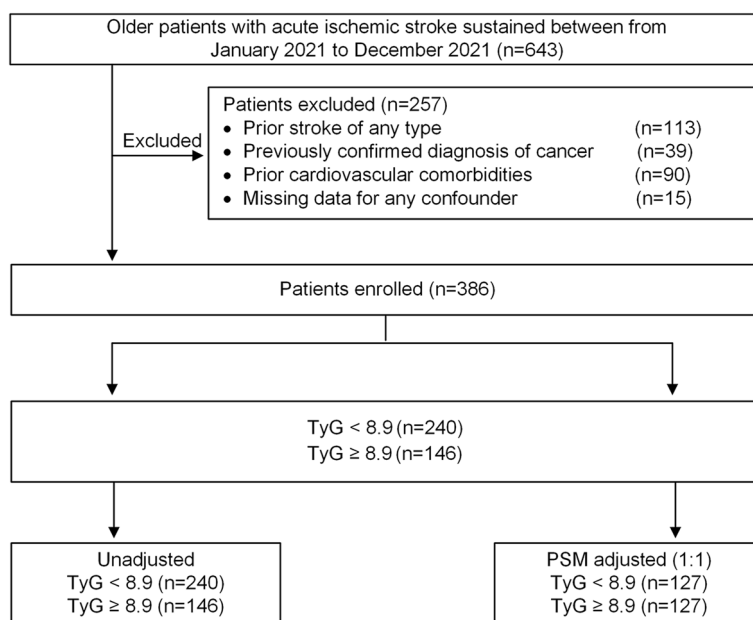 Older patients with acute ischemic stroke sustained between from
January 2021 to December 2021 (n=643)
Excluded
Patients excluded (n=257)
• Prior stroke of any type (n=113)
• Previously confirmed diagnosis of cancer (n=39)
• Prior cardiovascular comorbidities (n=90)
• Missing data for any confounder (n=15)
Patients enrolled (n=386)
TyG < 8.9 (n=240)
TyG ≥ 8.9 (n=146)
Unadjusted
TyG < 8.9 (n=240)
TyG ≥ 8.9 (n=146)
PSM adjusted (1:1)
TyG < 8.9 (n=127)
TyG ≥ 8.9 (n=127)